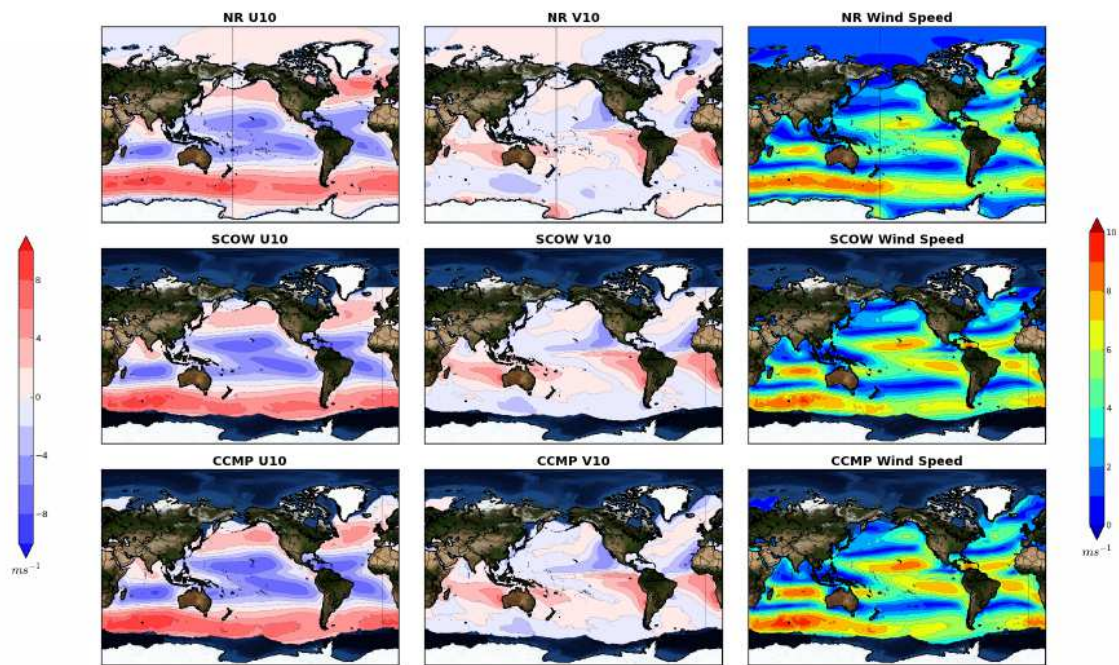 NR U10
NR V10
NR Wind Speed
SCOW U10
SCOW V10
SCOW Wind Speed
8
4
0
−4
−8
ms⁻¹
10
8
6
4
2
0
ms⁻¹
CCMP U10
CCMP V10
CCMP Wind Speed